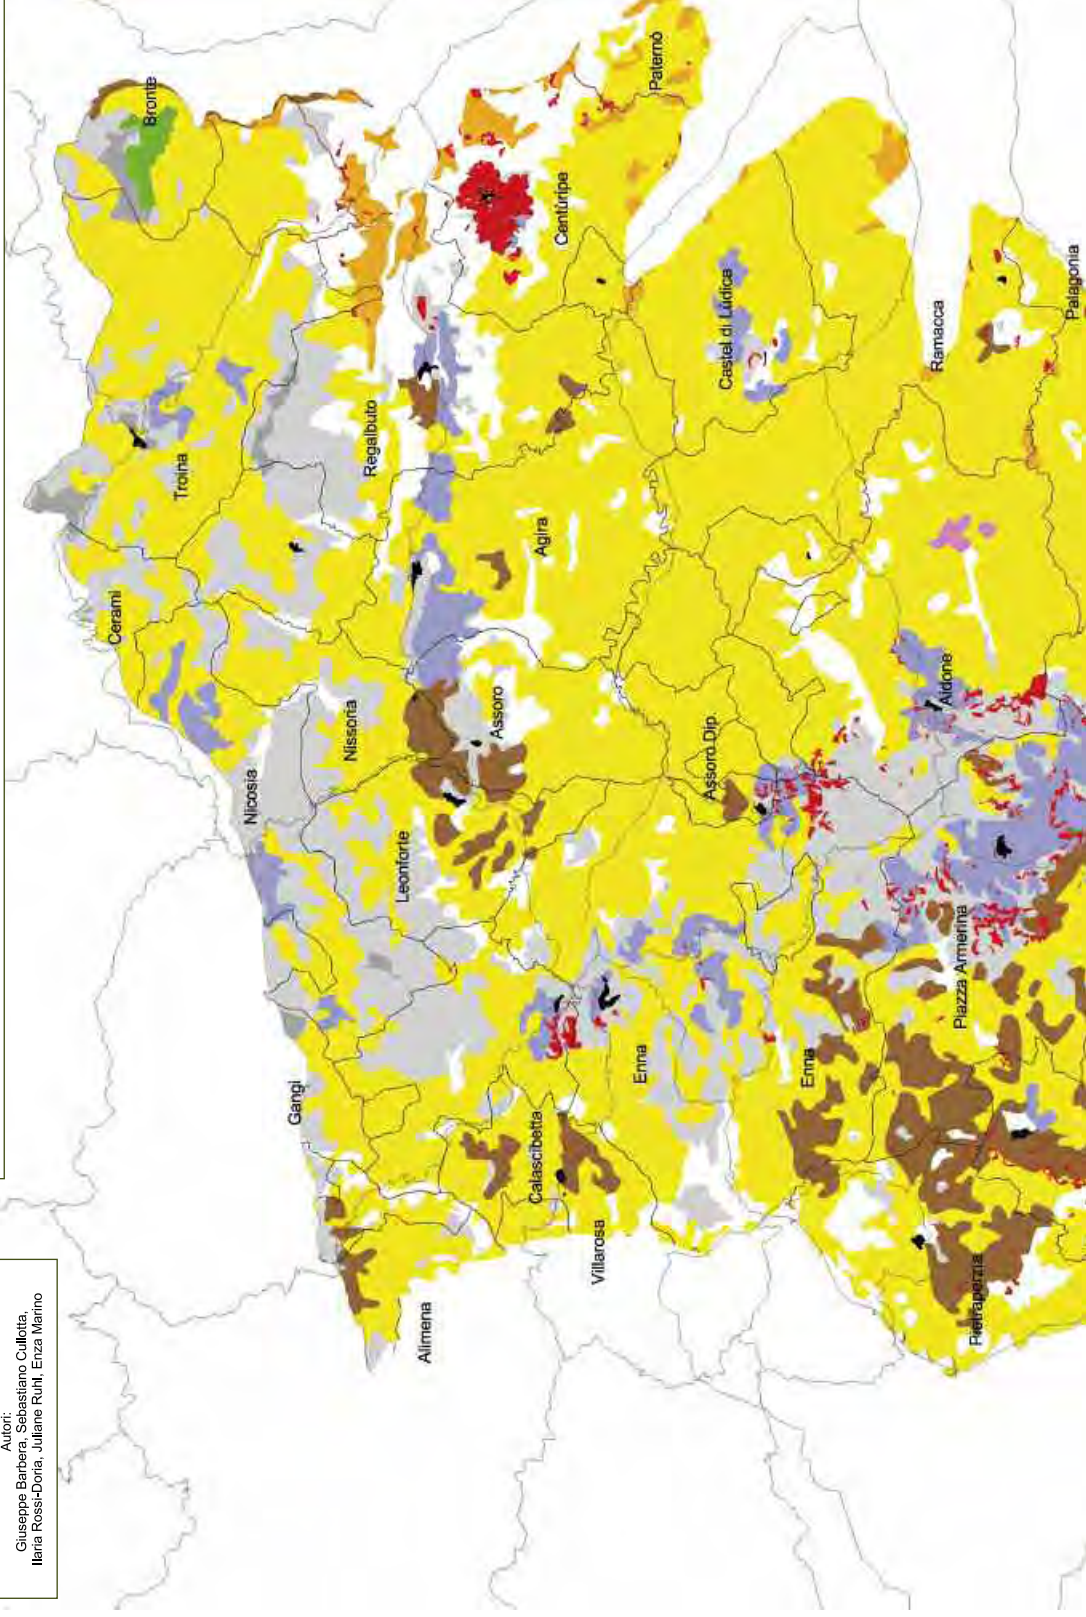 Autori:
Giuseppe Barbera, Sebastiano Cullotta,
Ilaria Rossi-Doria, Juliane Ruhl, Enza Marino
Alimena
Gangi
Nicosia
Cerami
Troina
Bronte
Nissoria
Leonforte
Regalbuto
Villarosa
Calascibetta
Enna
Assoro
Agira
Centùripe
Paternò
Assoro Dip
Castel di Lùdica
Enna
Pietraperzia
Piazza Armerina
Aidone
Ramacca
Palagonia